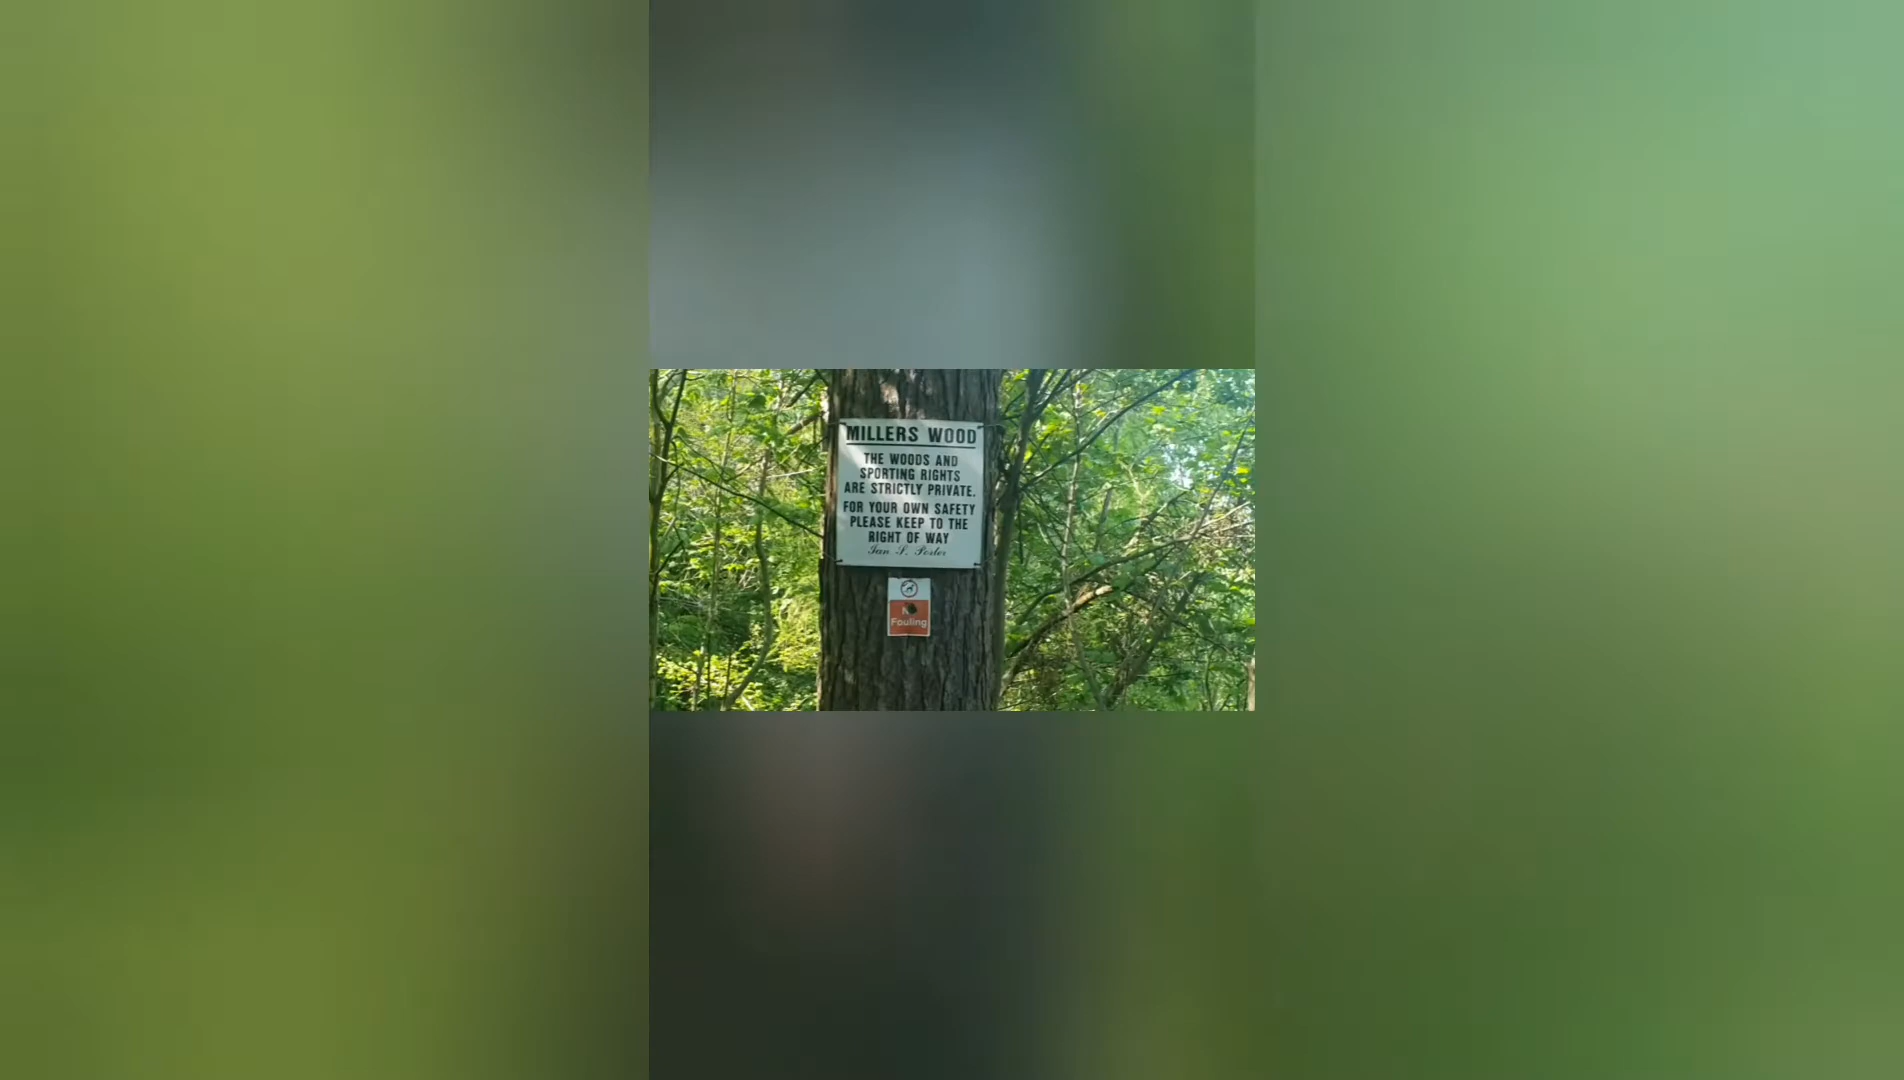 MILLERS WOOD
THE WOODS AND
SPORTING RIGHTS
ARE STRICTLY PRIVATE.
FOR YOUR OWN SAFETY
PLEASE KEEP TO THE
RIGHT OF WAY
Ian S.
Fouling